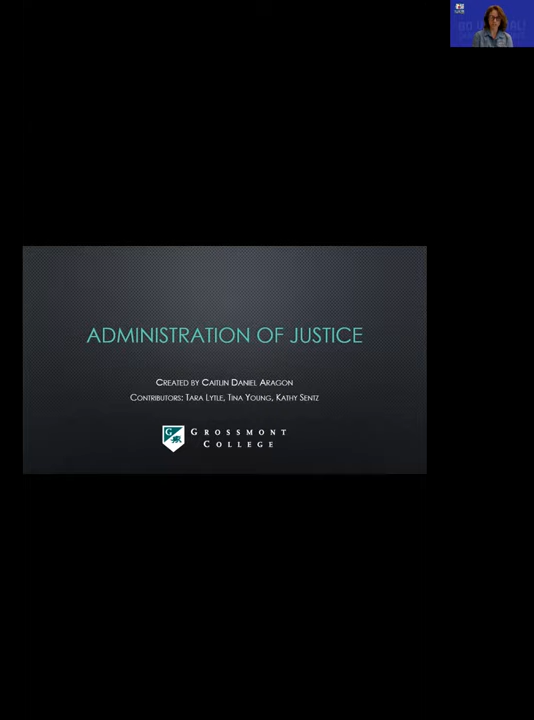 ADMINISTRATION OF JUSTICE
CREATED BY CAITLIN DANIEL ARAGON
CONTRIBUTORS: TARA LYTLE, TINA YOUNG, KATHY SENTZ
G
GROSSMONT
COLLEGE